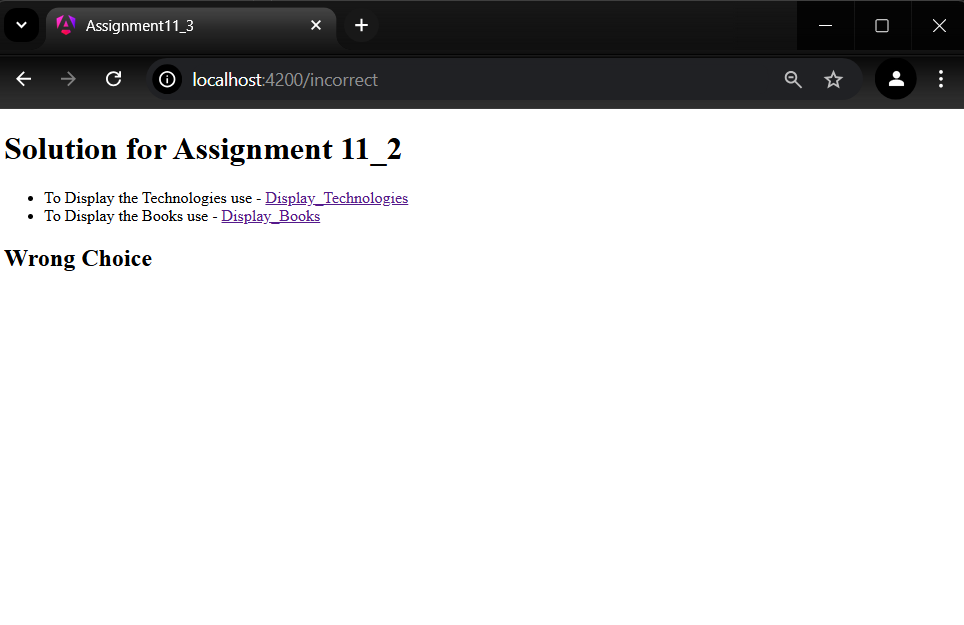 Assignment11_3
localhost:4200/incorrect
Solution for Assignment 11_2
To Display the Technologies use - Display_Technologies
To Display the Books use - Display_Books
Wrong Choice